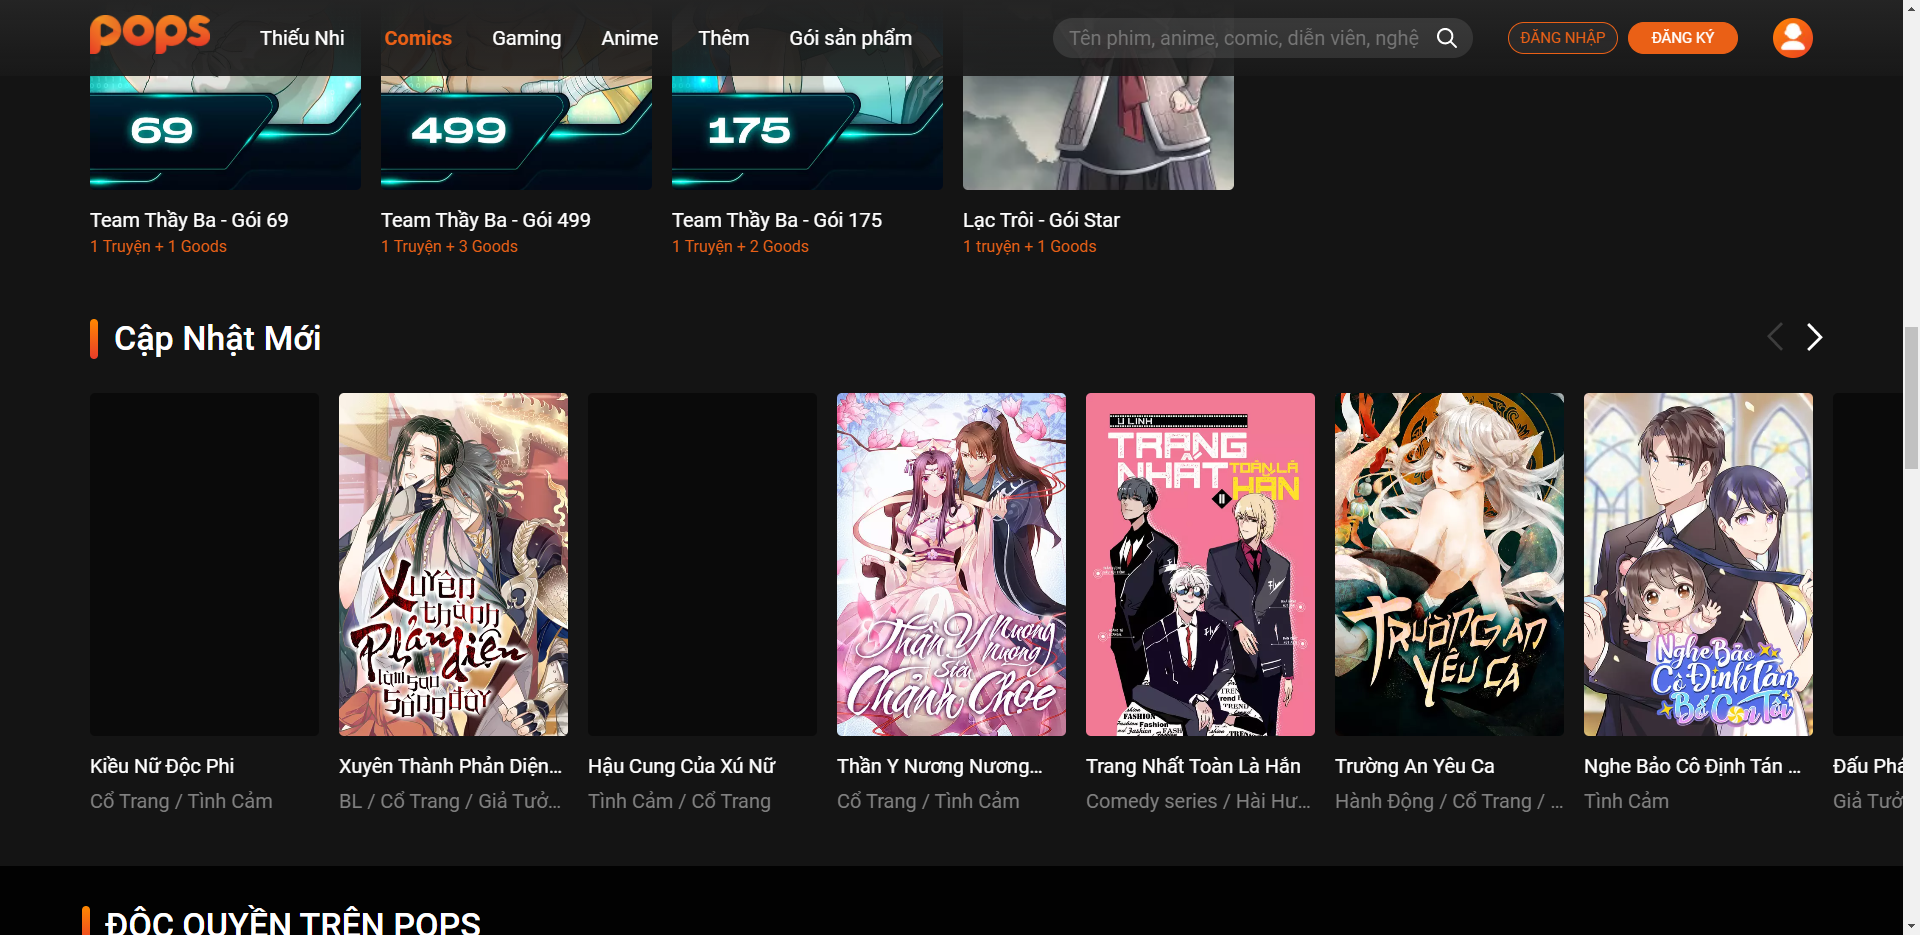 POPS
Thiếu Nhi
Comics
Gaming
Anime
Thêm
Gói sản phẩm
Tên phim, anime, comic, diễn viên, nghệ
ĐĂNG NHẬP
ĐĂNG KÝ
69
499
175
Team Thầy Ba - Gói 69
1 Truyện + 1 Goods
Team Thầy Ba - Gói 499
1 Truyện + 3 Goods
Team Thầy Ba - Gói 175
1 Truyện + 2 Goods
Lạc Trôi - Gói Star
1 truyện + 1 Goods
Cập Nhật Mới
Xuyên
thành
Phản diện
làm sao
sống đây
Thần Y Nương
Nương
Siêu
Chảnh Chọe
U LINH
TRANG
NHẤT
TOÀN LÀ
HẮN
II
TREND
FASHION
Fashion
TRƯỜNG AN
YÊU CA
Nghe Bảo
Cô Định Tán
Bố Con Tôi
Kiều Nữ Độc Phi
Cổ Trang / Tình Cảm
Xuyên Thành Phản Diện...
BL / Cổ Trang / Giả Tưở...
Hậu Cung Của Xú Nữ
Tình Cảm / Cổ Trang
Thần Y Nương Nương...
Cổ Trang / Tình Cảm
Trang Nhất Toàn Là Hắn
Comedy series / Hài Hư...
Trường An Yêu Ca
Hành Động / Cổ Trang / ...
Nghe Bảo Cô Định Tán ...
Tình Cảm
Đấu Phá
Giả Tưở
ĐỘC QUYỀN TRÊN POPS